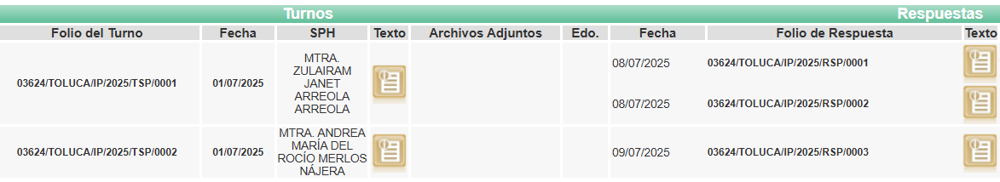 Turnos Respuestas
Folio del Turno Fecha SPH Texto Archivos Adjuntos Edo. Fecha Folio de Respuesta Texto
03624/TOLUCA/IP/2025/TSP/0001 01/07/2025
MTRA.
ZULAIRAM
JANET
ARREOLA
ARREOLA
08/07/2025 03624/TOLUCA/IP/2025/RSP/0001
08/07/2025 03624/TOLUCA/IP/2025/RSP/0002
03624/TOLUCA/IP/2025/TSP/0002 01/07/2025
MTRA. ANDREA
MARÍA DEL
ROCÍO MERLOS
NÁJERA
09/07/2025 03624/TOLUCA/IP/2025/RSP/0003